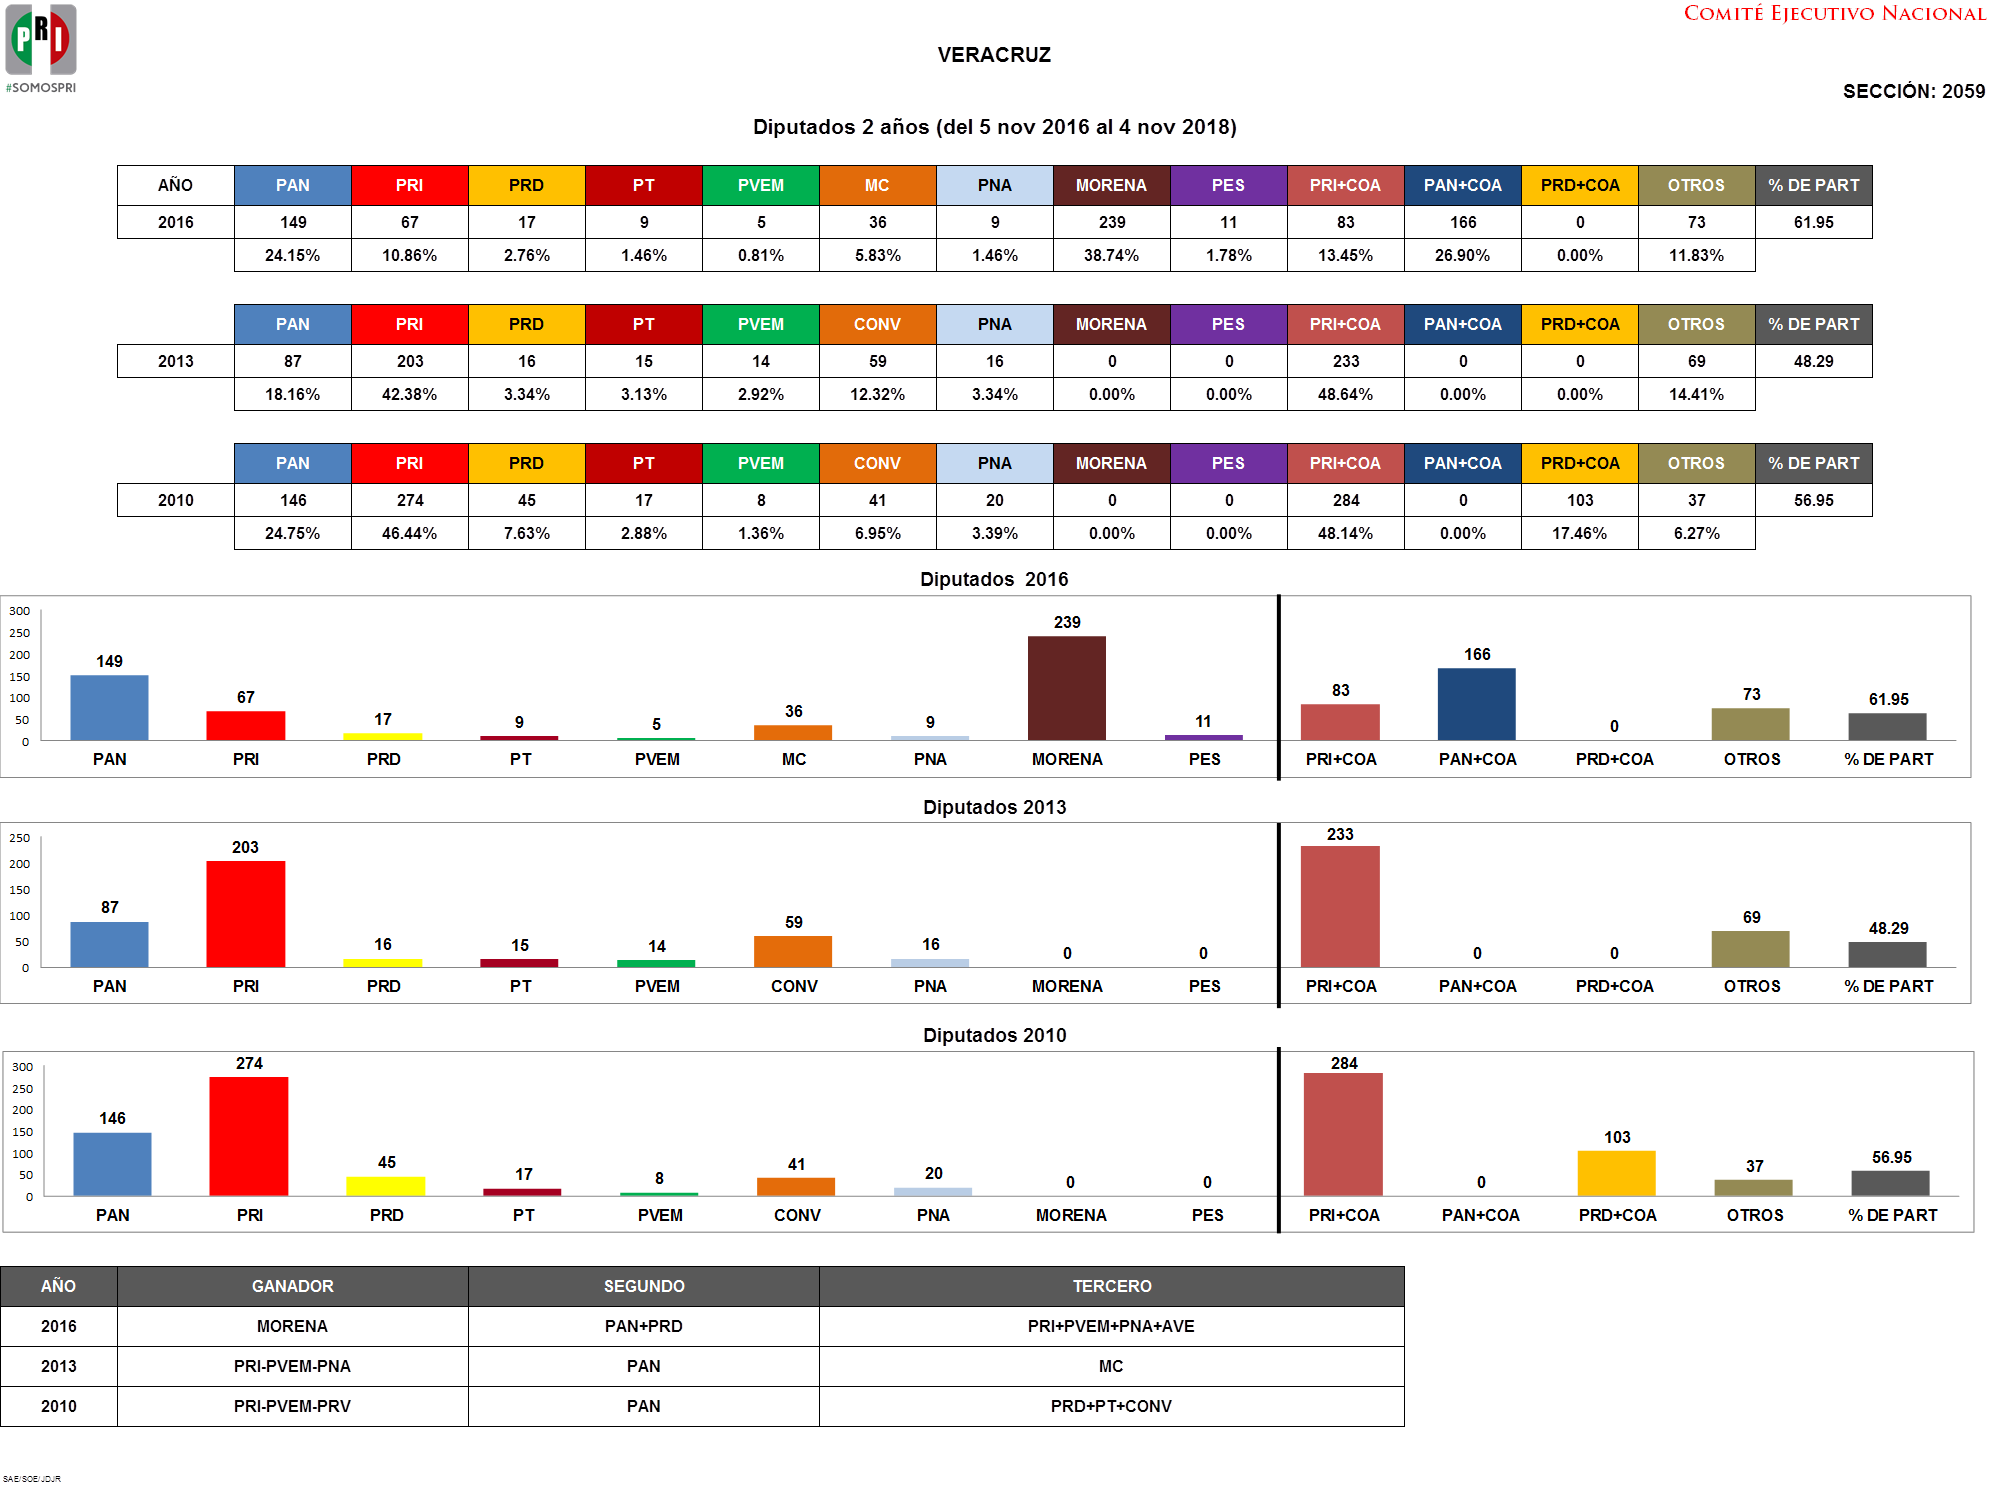 COMITÉ EJECUTIVO NACIONAL
PRI
#SOMOSPRI
VERACRUZ
SECCIÓN: 2059
Diputados 2 años (del 5 nov 2016 al 4 nov 2018)
AÑO PAN PRI PRD PT PVEM MC PNA MORENA PES PRI+COA PAN+COA PRD+COA OTROS % DE PART
2016 149 67 17 9 5 36 9 239 11 83 166 0 73 61.95
24.15% 10.86% 2.76% 1.46% 0.81% 5.83% 1.46% 38.74% 1.78% 13.45% 26.90% 0.00% 11.83%
PAN PRI PRD PT PVEM CONV PNA MORENA PES PRI+COA PAN+COA PRD+COA OTROS % DE PART
2013 87 203 16 15 14 59 16 0 0 233 0 0 69 48.29
18.16% 42.38% 3.34% 3.13% 2.92% 12.32% 3.34% 0.00% 0.00% 48.64% 0.00% 0.00% 14.41%
PAN PRI PRD PT PVEM CONV PNA MORENA PES PRI+COA PAN+COA PRD+COA OTROS % DE PART
2010 146 274 45 17 8 41 20 0 0 284 0 103 37 56.95
24.75% 46.44% 7.63% 2.88% 1.36% 6.95% 3.39% 0.00% 0.00% 48.14% 0.00% 17.46% 6.27%
Diputados 2016
300
250
200
150
100
50
0
149 67 17 9 5 36 9 239 11 83 166 0 73 61.95
PAN PRI PRD PT PVEM MC PNA MORENA PES PRI+COA PAN+COA PRD+COA OTROS % DE PART
Diputados 2013
250
200
150
100
50
0
87 203 16 15 14 59 16 0 0 233 0 0 69 48.29
PAN PRI PRD PT PVEM CONV PNA MORENA PES PRI+COA PAN+COA PRD+COA OTROS % DE PART
Diputados 2010
300
250
200
150
100
50
0
146 274 45 17 8 41 20 0 0 284 0 103 37 56.95
PAN PRI PRD PT PVEM CONV PNA MORENA PES PRI+COA PAN+COA PRD+COA OTROS % DE PART
AÑO GANADOR SEGUNDO TERCERO
2016 MORENA PAN+PRD PRI+PVEM+PNA+AVE
2013 PRI-PVEM-PNA PAN MC
2010 PRI-PVEM-PRV PAN PRD+PT+CONV
SAE/SOE/JDJR